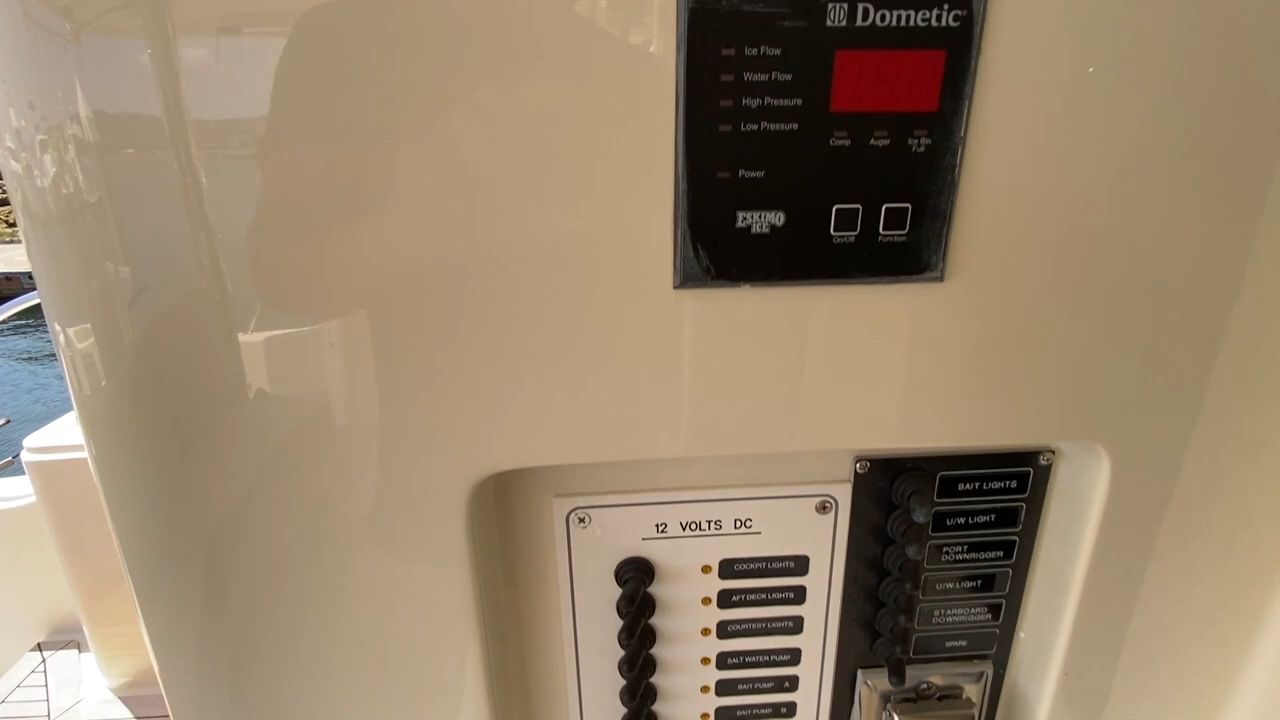 Dometic
Ice Flow
Water Flow
High Pressure
Low Pressure
Comp
Auger
Ice Bin
Full
Power
ESKIMO
ICE
On/Off
Function
12 VOLTS DC
COCKPIT LIGHTS
AFT DECK LIGHTS
COURTESY LIGHTS
SALT WATER PUMP
BAIT PUMP A
BAIT PUMP B
BAIT LIGHTS
U/W LIGHT
PORT
DOWNRIGGER
U/W LIGHT
STARBOARD
DOWNRIGGER
SPARE